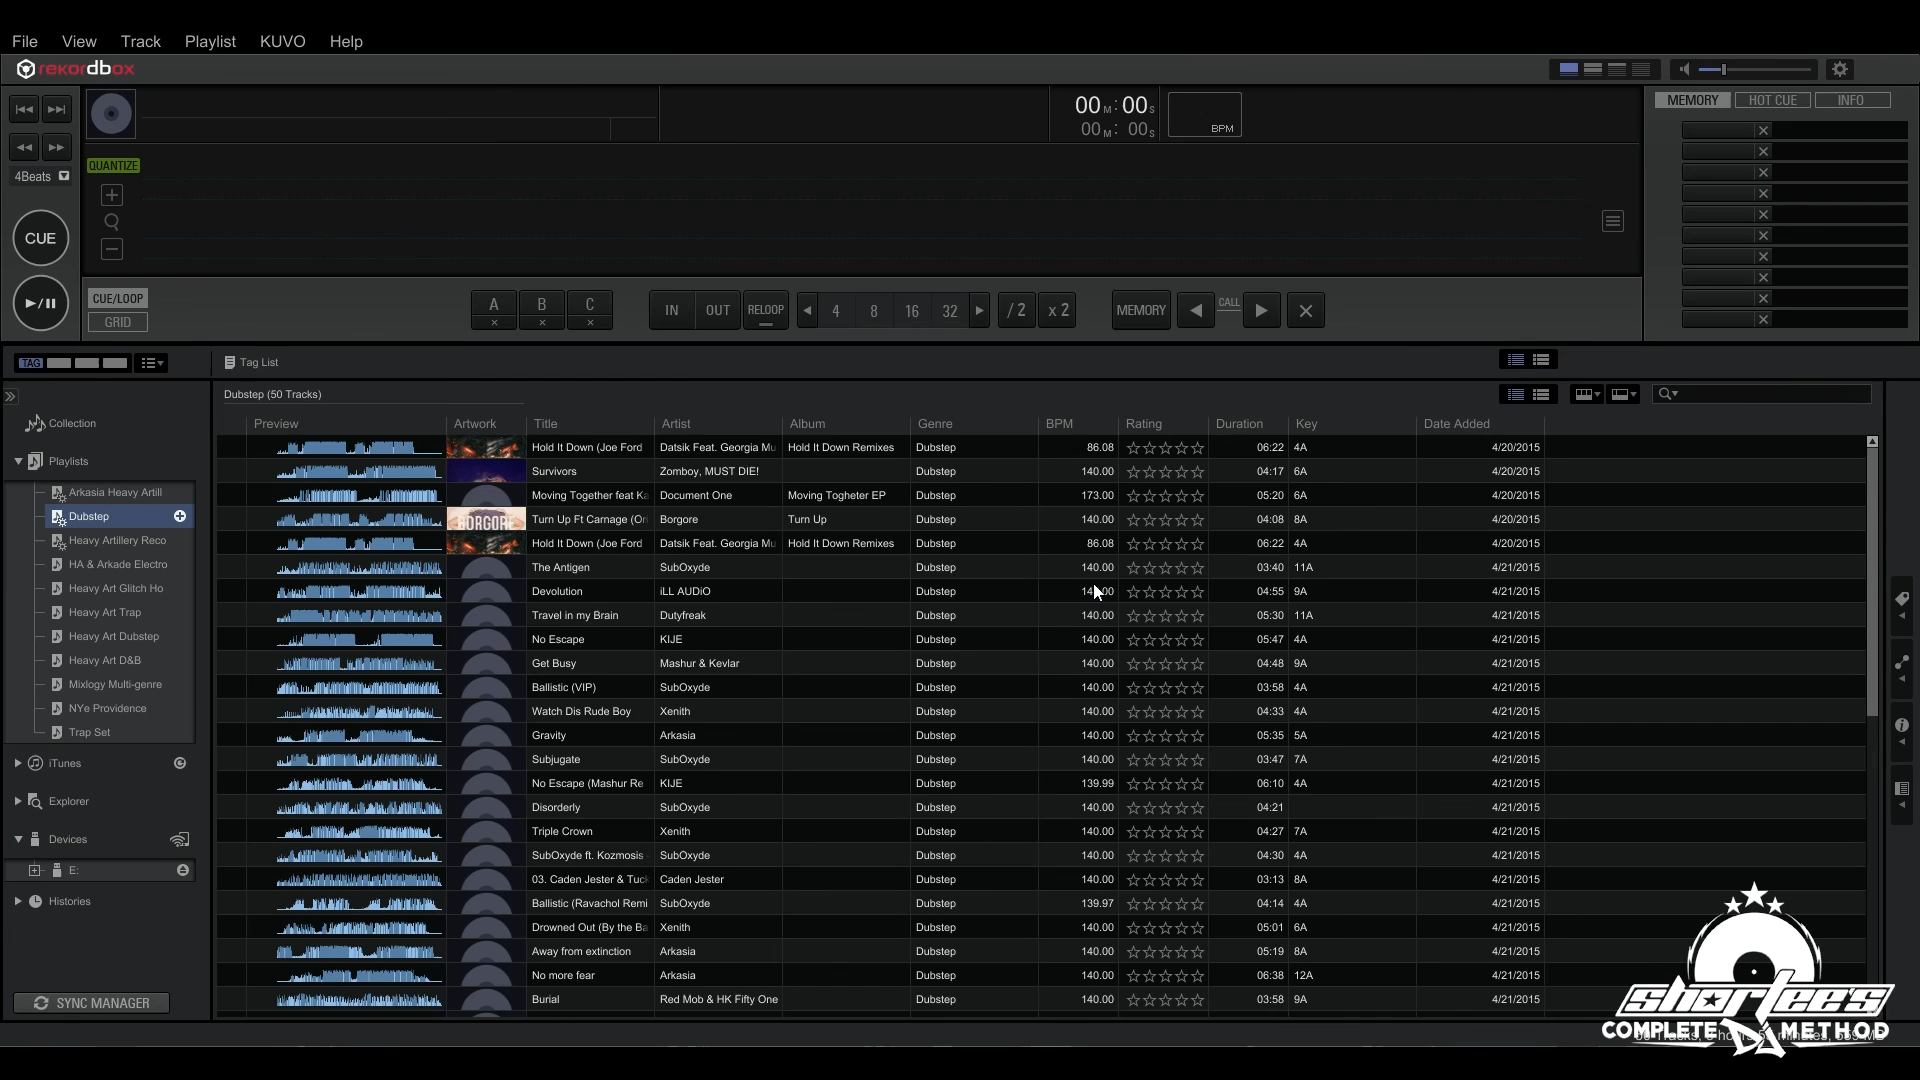 File View Track Playlist KUVO Help
rekordbox
00M:00S
00M:00S
BPM
MEMORY HOT CUE INFO
QUANTIZE
4Beats
CUE
CUE/LOOP
GRID
A B C
IN OUT RELOOP 4 8 16 32 /2 x2 MEMORY CALL
TAG
Tag List
Dubstep (50 Tracks)
Collection
Playlists
Arkasia Heavy Artill
Dubstep
Heavy Artillery Reco
HA & Arkade Electro
Heavy Art Glitch Ho
Heavy Art Trap
Heavy Art Dubstep
Heavy Art D&B
Mixlogy Multi-genre
NYe Providence
Trap Set
iTunes
Explorer
Devices
E:
Histories
SYNC MANAGER
Preview Artwork Title Artist Album Genre BPM Rating Duration Key Date Added
Hold It Down (Joe Ford Datsik Feat. Georgia Mu Hold It Down Remixes Dubstep 86.08 06:22 4A 4/20/2015
Survivors Zomboy, MUST DIE! Dubstep 140.00 04:17 6A 4/20/2015
Moving Together feat Ka Document One Moving Togheter EP Dubstep 173.00 05:20 6A 4/20/2015
BORGORE Turn Up Ft Carnage (Ori Borgore Turn Up Dubstep 140.00 04:08 8A 4/20/2015
Hold It Down (Joe Ford Datsik Feat. Georgia Mu Hold It Down Remixes Dubstep 86.08 06:22 4A 4/20/2015
The Antigen SubOxyde Dubstep 140.00 03:40 11A 4/21/2015
Devolution iLL AUDiO Dubstep 04:55 9A 4/21/2015
Travel in my Brain Dutyfreak Dubstep 140.00 05:30 11A 4/21/2015
No Escape KIJE Dubstep 140.00 05:47 4A 4/21/2015
Get Busy Mashur & Kevlar Dubstep 140.00 04:48 9A 4/21/2015
Ballistic (VIP) SubOxyde Dubstep 140.00 03:58 4A 4/21/2015
Watch Dis Rude Boy Xenith Dubstep 140.00 04:33 4A 4/21/2015
Gravity Arkasia Dubstep 140.00 05:35 5A 4/21/2015
Subjugate SubOxyde Dubstep 140.00 03:47 7A 4/21/2015
No Escape (Mashur Re KIJE Dubstep 139.99 06:10 4A 4/21/2015
Disorderly SubOxyde Dubstep 140.00 04:21 4/21/2015
Triple Crown Xenith Dubstep 140.00 04:27 7A 4/21/2015
SubOxyde ft. Kozmosis - SubOxyde Dubstep 140.00 04:30 4A 4/21/2015
03. Caden Jester & Tuck Caden Jester Dubstep 140.00 03:13 8A 4/21/2015
Ballistic (Ravachol Remi SubOxyde Dubstep 139.97 04:14 4A 4/21/2015
Drowned Out (By the Ba Xenith Dubstep 140.00 05:01 6A 4/21/2015
Away from extinction Arkasia Dubstep 140.00 05:19 8A 4/21/2015
No more fear Arkasia Dubstep 140.00 06:38 12A 4/21/2015
Burial Red Mob & HK Fifty One Dubstep 140.00 03:58 9A 4/21/2015
shortee's
COMPLETE DJ METHOD